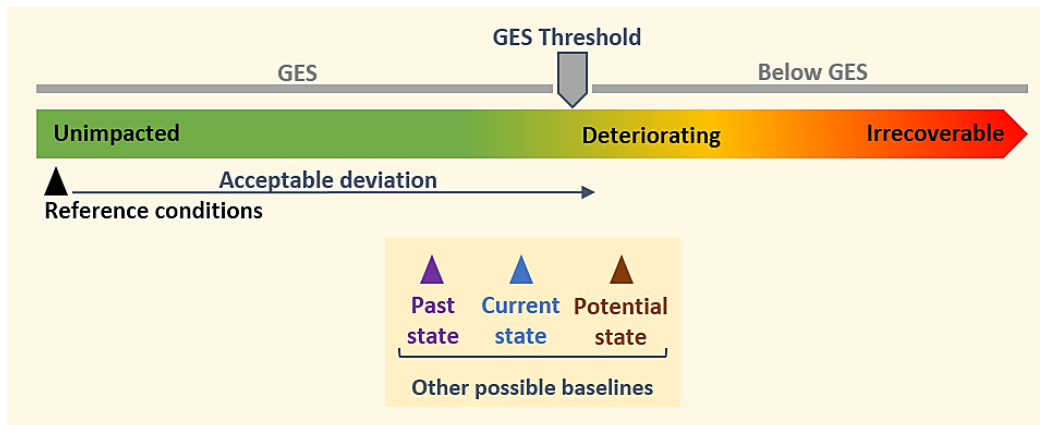 GES Threshold
GES
Below GES
Unimpacted
Deteriorating
Irrecoverable
Acceptable deviation
Reference conditions
Past
state
Current
state
Potential
state
Other possible baselines